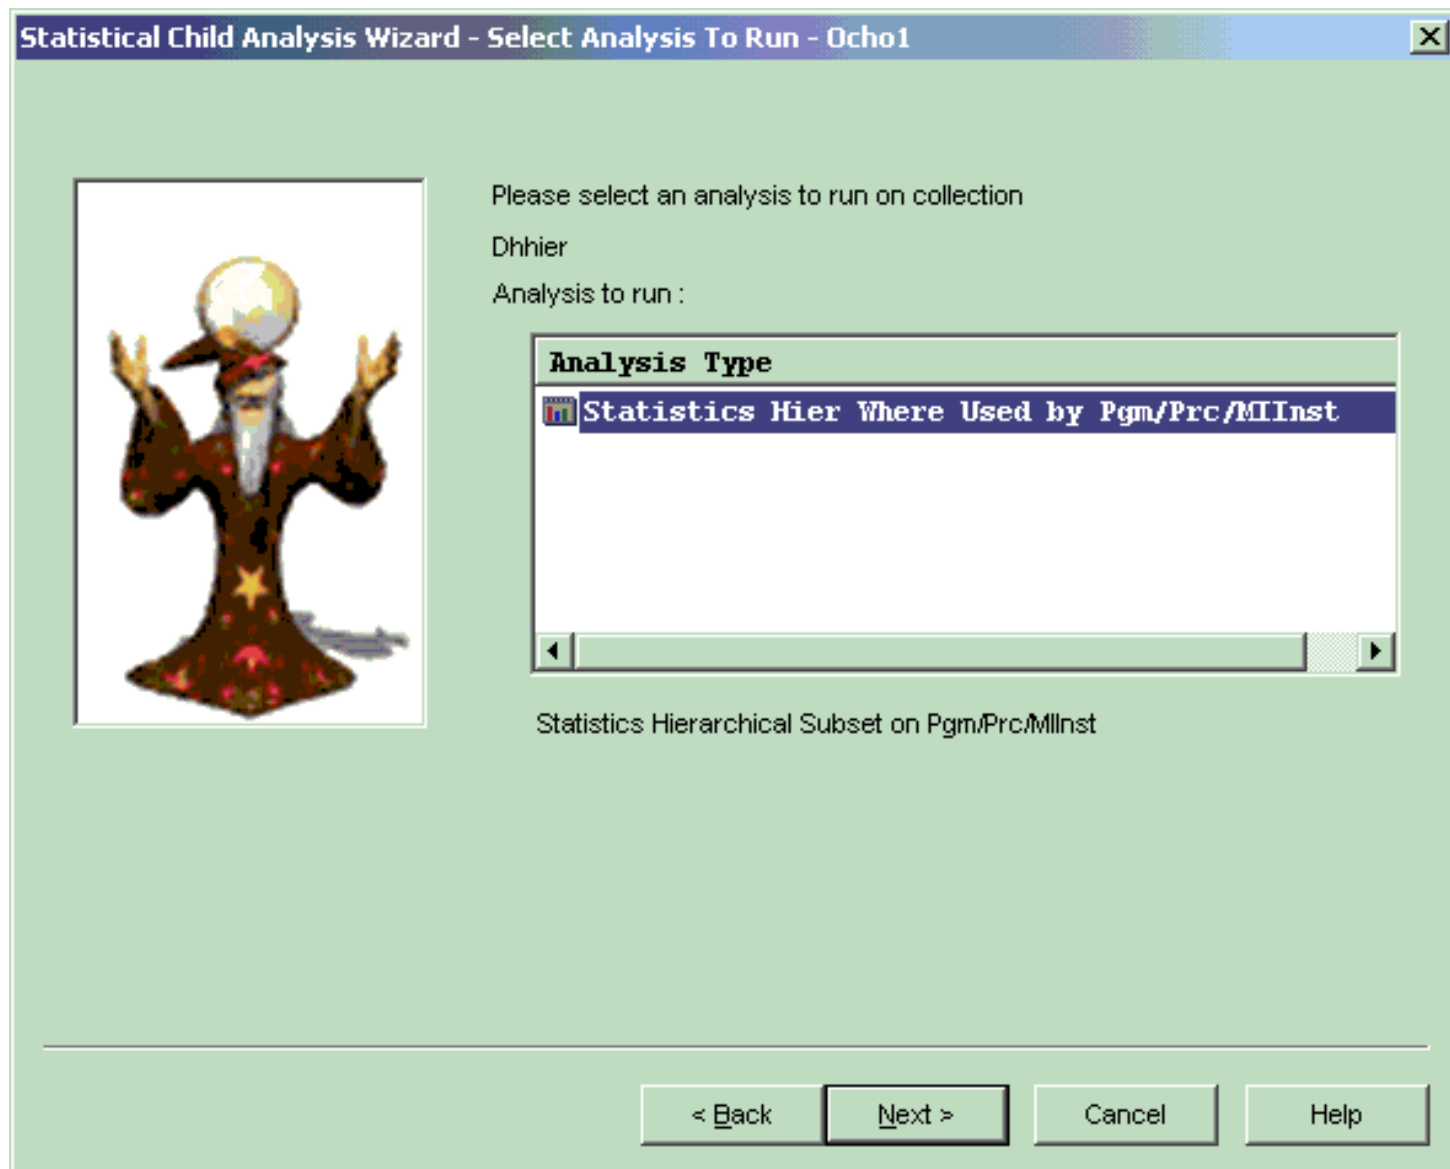 Statistical Child Analysis Wizard - Select Analysis To Run - Ocho1
Please select an analysis to run on collection
Dhhier
Analysis to run :
Analysis Type
Statistics Hier Where Used by Pgm/Prc/MIInst
Statistics Hierarchical Subset on Pgm/Prc/MIInst
< Back
Next >
Cancel
Help